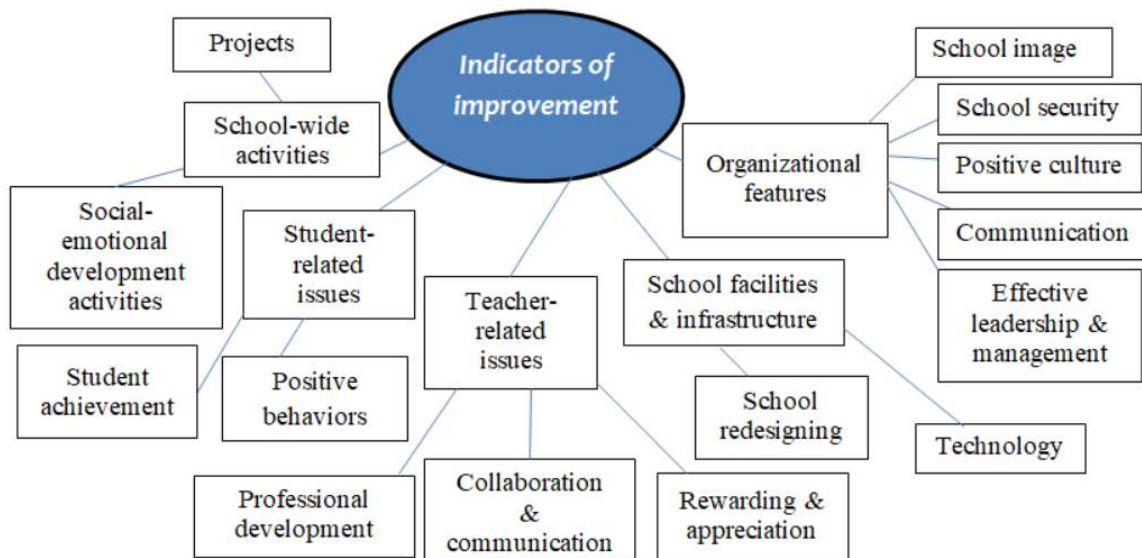 Projects
Indicators of
improvement
School image
School-wide
activities
School security
Organizational
features
Positive culture
Social-
emotional
development
activities
Student-
related
issues
Communication
Teacher-
related
issues
School facilities
& infrastructure
Effective
leadership &
management
Student
achievement
Positive
behaviors
School
redesigning
Technology
Professional
development
Collaboration
&
communication
Rewarding &
appreciation